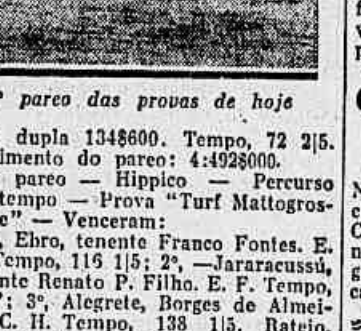 pareo das provas de hoje
dupla 134$600. Tempo, 72 2|5.
imento do pareo: 4:492$000.
pareo — Hippico — Percurso
tempo — Prova "Turf Mattogros-
" — Venceram:
, Ebro, tenente Franco Fontes. E.
Tempo, 116 1|5; 2º, —Jararacussú,
nte Renato P. Filho. E. F. Tempo,
; 3º, Alegrete, Borges de Almei-
C. H. Tempo, 138 1|5. Rateio,